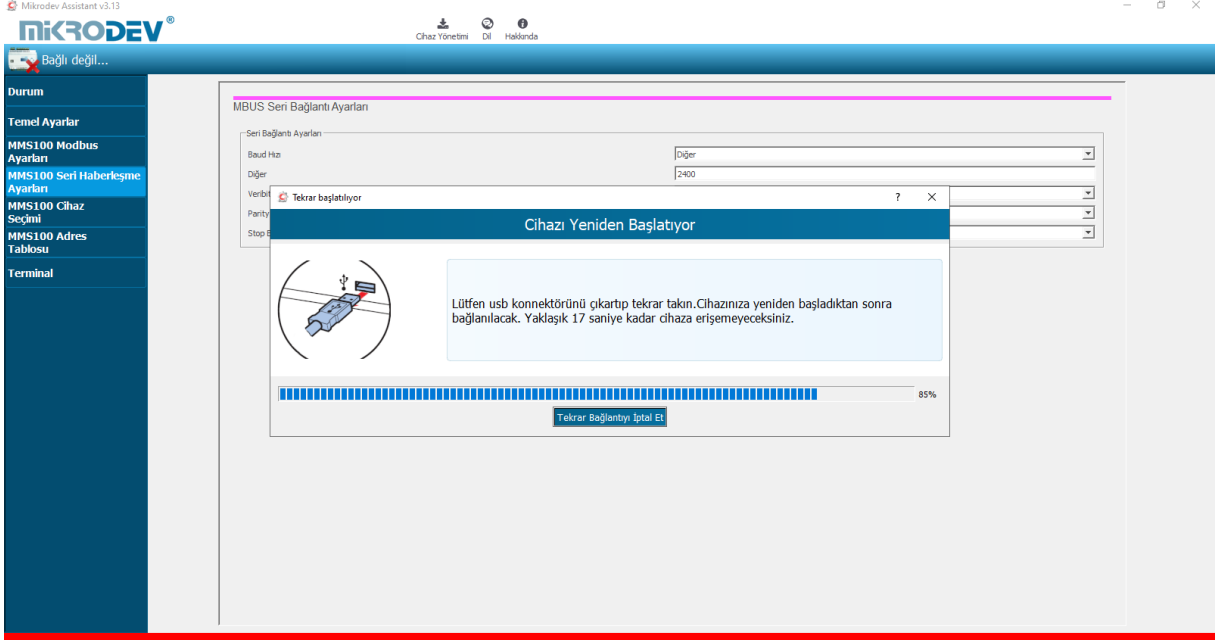 Mikrodev Assistant v3.13
MiKRODEV®
Cihaz Yönetimi Dil Hakkında
Bağlı değil...
Durum
Temel Ayarlar
MMS100 Modbus
Ayarları
MMS100 Seri Haberleşme
Ayarları
MMS100 Cihaz
Seçimi
MMS100 Adres
Tablosu
Terminal
MBUS Seri Bağlantı Ayarları
Seri Bağlantı Ayarları
Baud Hızı Diğer
Diğer 2400
Parity
Stop
Tekrar başlatılıyor ?
Cihazı Yeniden Başlatıyor
Lütfen usb konnektörünü çıkartıp tekrar takın.Cihazınıza yeniden başladıktan sonra
bağlanılacak. Yaklaşık 17 saniye kadar cihaza erişemeyeceksiniz.
85%
Tekrar Bağlantıyı İptal Et